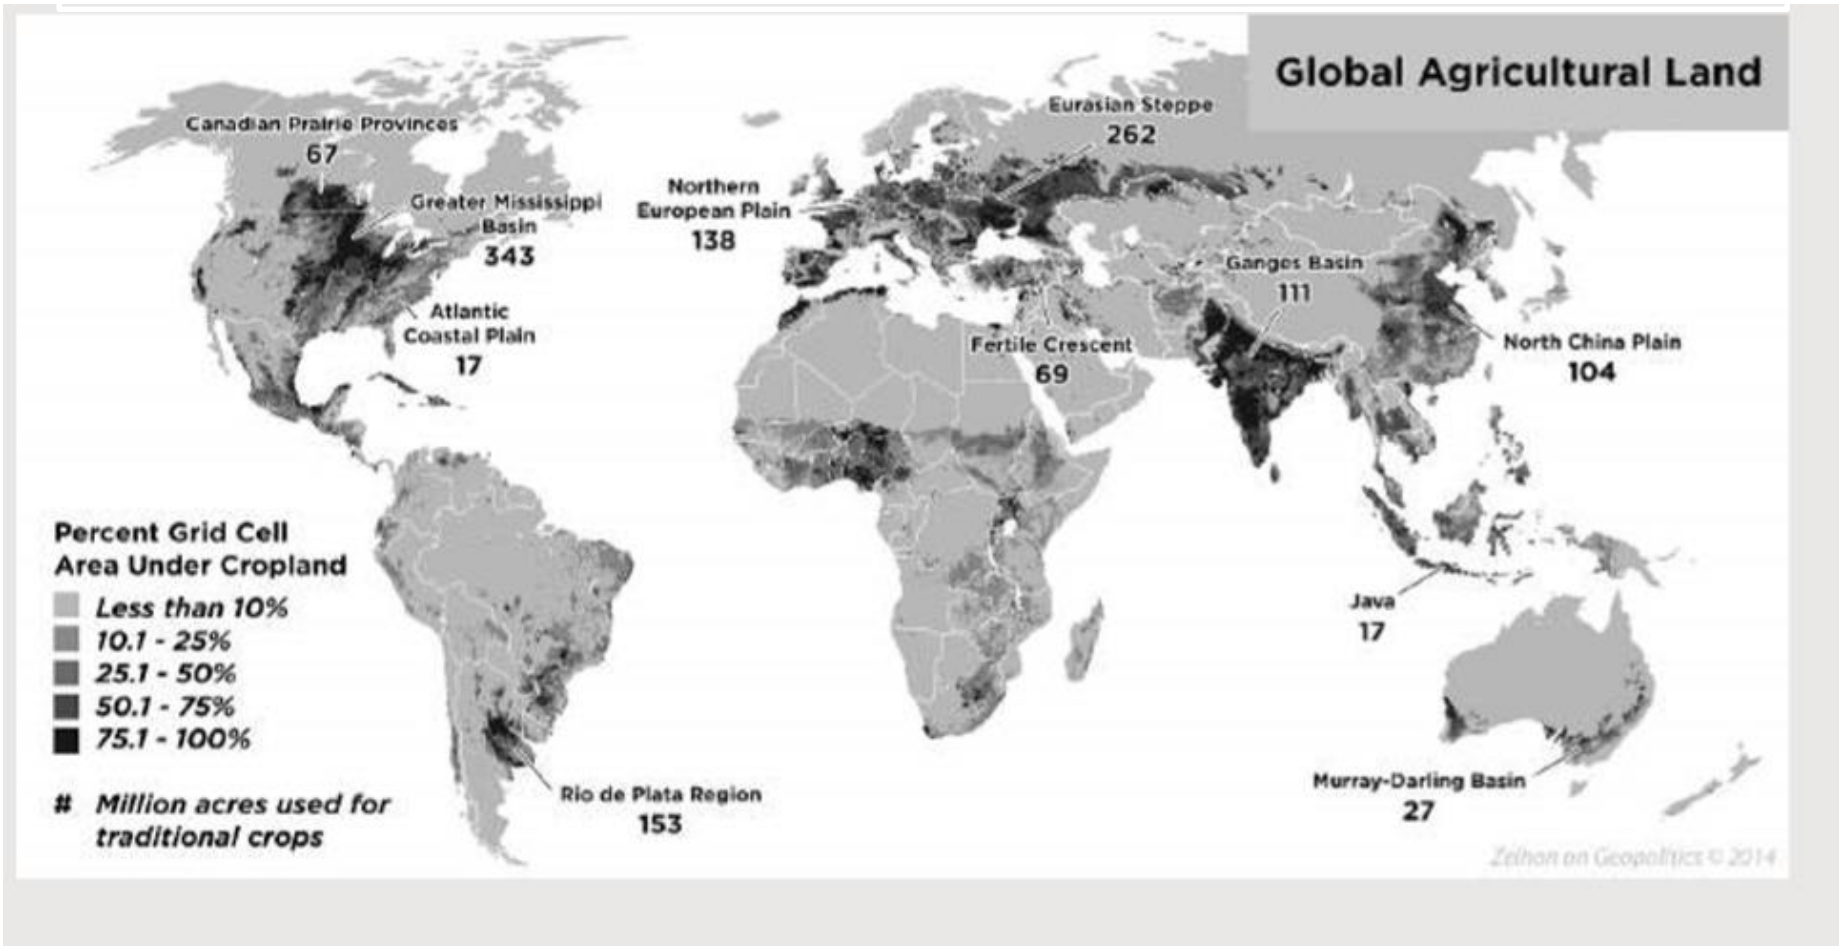 Global Agricultural Land
Canadian Prairie Provinces
67
Greater Mississippi
Basin
343
Atlantic
Coastal Plain
17
Northern
European Plain
138
Eurasian Steppe
262
Ganges Basin
111
Fertile Crescent
69
North China Plain
104
Java
17
Murray-Darling Basin
27
Rio de Plata Region
153
Percent Grid Cell
Area Under Cropland
Less than 10%
10.1 - 25%
25.1 - 50%
50.1 - 75%
75.1 - 100%
# Million acres used for
traditional crops
Zeihan on Geopolitics © 2014